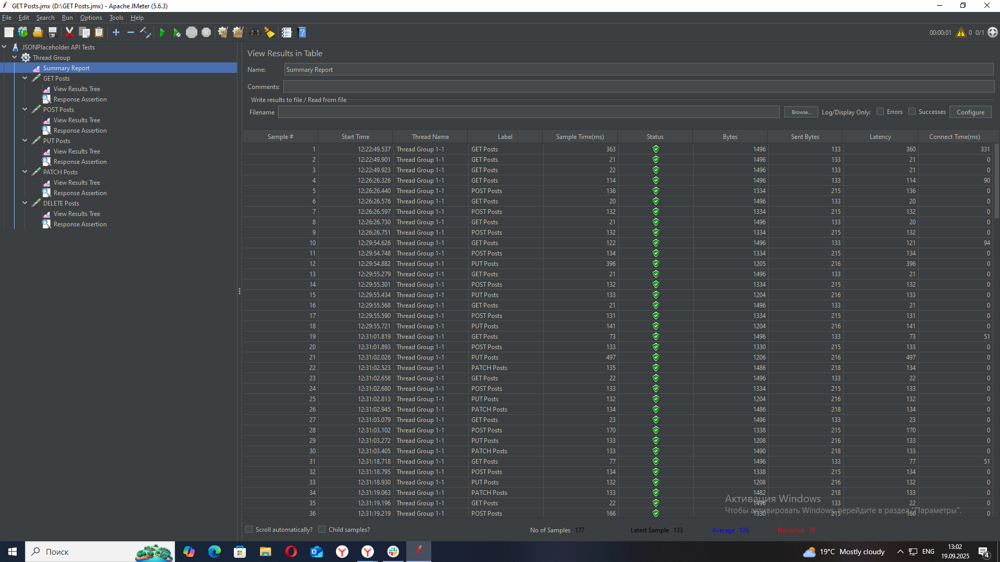 GET Posts.jmx (D:\GET Posts.jmx) - Apache JMeter (5.6.3)
File Edit Search Run Options Tools Help
00:00:01 0 0/1
JSONPlaceholder API Tests
Thread Group
Summary Report
GET Posts
View Results Tree
Response Assertion
POST Posts
View Results Tree
Response Assertion
PUT Posts
View Results Tree
Response Assertion
PATCH Posts
View Results Tree
Response Assertion
DELETE Posts
View Results Tree
Response Assertion
View Results in Table
Name: Summary Report
Comments:
Write results to file / Read from file
Filename Browse... Log/Display Only: Errors Successes Configure
Sample # Start Time Thread Name Label Sample Time(ms) Status Bytes Sent Bytes Latency Connect Time(ms)
1 12:22:49.537 Thread Group 1-1 GET Posts 363 1496 133 360 331
2 12:22:49.901 Thread Group 1-1 GET Posts 21 1496 133 21 0
3 12:22:49.923 Thread Group 1-1 GET Posts 22 1496 133 21 0
4 12:26:26.326 Thread Group 1-1 GET Posts 114 1496 133 114 90
5 12:26:26.440 Thread Group 1-1 POST Posts 136 1334 215 136 0
6 12:26:26.576 Thread Group 1-1 GET Posts 20 1496 133 20 0
7 12:26:26.597 Thread Group 1-1 POST Posts 132 1334 215 132 0
8 12:26:26.730 Thread Group 1-1 GET Posts 21 1496 133 20 0
9 12:26:26.751 Thread Group 1-1 POST Posts 132 1334 215 132 0
10 12:29:54.626 Thread Group 1-1 GET Posts 122 1496 133 121 94
11 12:29:54.748 Thread Group 1-1 POST Posts 134 1334 215 134 0
12 12:29:54.882 Thread Group 1-1 PUT Posts 396 1205 216 396 0
13 12:29:55.279 Thread Group 1-1 GET Posts 21 1496 133 21 0
14 12:29:55.301 Thread Group 1-1 POST Posts 132 1334 215 132 0
15 12:29:55.434 Thread Group 1-1 PUT Posts 133 1204 216 133 0
16 12:29:55.568 Thread Group 1-1 GET Posts 21 1496 133 21 0
17 12:29:55.590 Thread Group 1-1 POST Posts 131 1334 215 131 0
18 12:29:55.721 Thread Group 1-1 PUT Posts 141 1204 216 141 0
19 12:31:01.819 Thread Group 1-1 GET Posts 73 1496 133 73 51
20 12:31:01.893 Thread Group 1-1 POST Posts 133 1330 215 133 0
21 12:31:02.026 Thread Group 1-1 PUT Posts 497 1206 216 497 0
22 12:31:02.523 Thread Group 1-1 PATCH Posts 135 1486 218 134 0
23 12:31:02.658 Thread Group 1-1 GET Posts 22 1496 133 22 0
24 12:31:02.680 Thread Group 1-1 POST Posts 133 1334 215 133 0
25 12:31:02.813 Thread Group 1-1 PUT Posts 132 1204 216 132 0
26 12:31:02.945 Thread Group 1-1 PATCH Posts 134 1486 218 134 0
27 12:31:03.079 Thread Group 1-1 GET Posts 23 1496 133 23 0
28 12:31:03.102 Thread Group 1-1 POST Posts 170 1338 215 170 0
29 12:31:03.272 Thread Group 1-1 PUT Posts 133 1208 216 133 0
30 12:31:03.405 Thread Group 1-1 PATCH Posts 133 1490 218 133 0
31 12:31:18.718 Thread Group 1-1 GET Posts 77 1496 133 77 51
32 12:31:18.795 Thread Group 1-1 POST Posts 134 1338 215 134 0
33 12:31:18.930 Thread Group 1-1 PUT Posts 132 1208 216 132 0
34 12:31:19.063 Thread Group 1-1 PATCH Posts 133 1482 218 133 0
35 12:31:19.196 Thread Group 1-1 GET Posts 22 1496 133 22 0
36 12:31:19.219 Thread Group 1-1 POST Posts 166 1330 215 166 0
Активация Windows
Чтобы активировать Windows, перейдите в раздел "Параметры".
Scroll automatically? Child samples? No of Samples 177 Latest Sample 133 Average 126 Deviation 75
Поиск 19°C Mostly cloudy ENG 13:02
19.09.2025
4